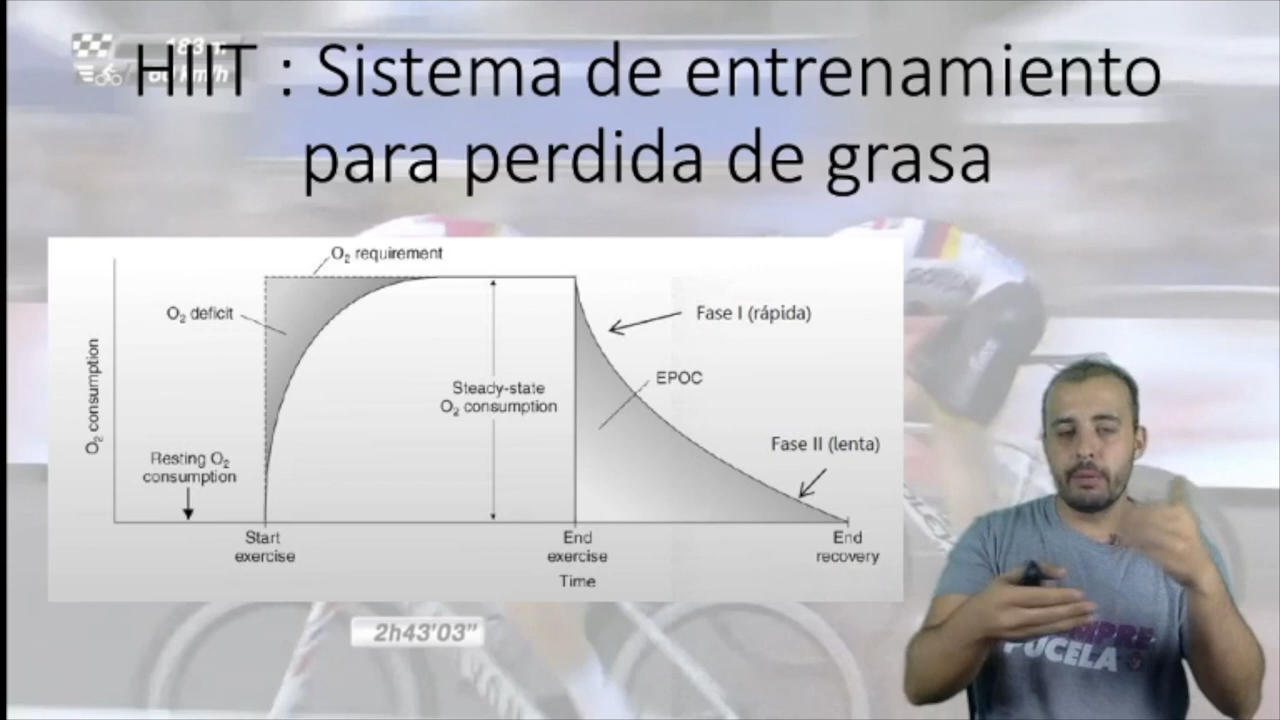 HIIT : Sistema de entrenamiento
para perdida de grasa
O₂ requirement
O₂ deficit
Fase I (rápida)
EPOC
Steady-state
O₂ consumption
Fase II (lenta)
O₂ consumption
Resting O₂
consumption
Start
exercise
End
exercise
End
recovery
Time
2h43'03"
PUCELA